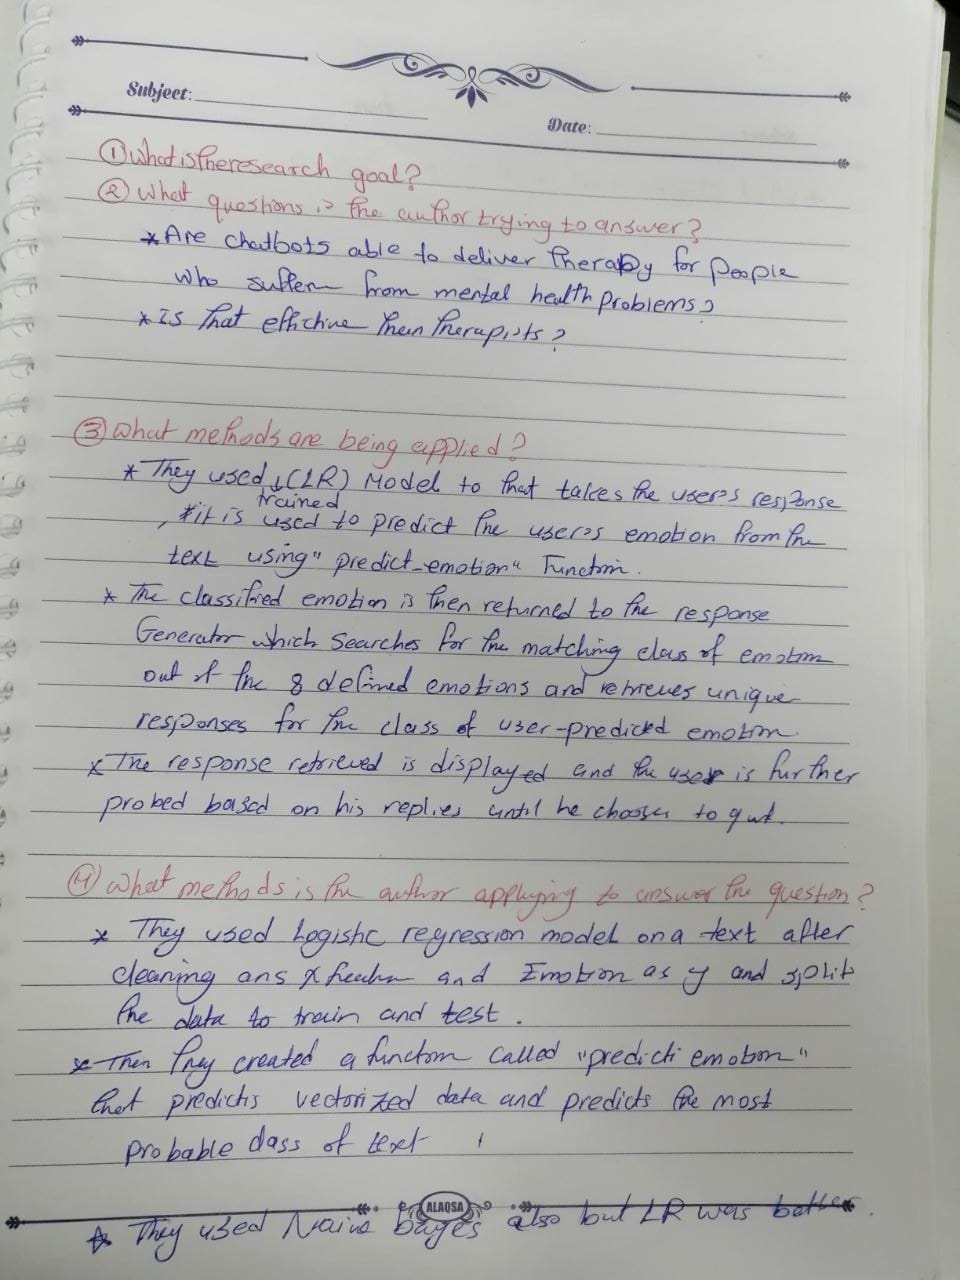 Subject:
Date:
① What is the research goal?
② What questions is the author trying to answer?
* Are chatbots able to deliver therapy for people
who suffer from mental health problems?
* Is that effictive then therapists?
③ What methods are being applied?
* They used ↓ (LR) Model to that takes the user's response
trained
, * it is used to predict the user's emotion from the
text using "predict_emotion" Function.
* The classified emotion is then returned to the response
Generator which searches for the matching class of emotion
out of the 8 defined emotions and retrieves unique
responses for the class of user-predicted emotion.
* The response retrieved is displayed and the user is further
probed based on his replies until he chooses to quit.
④ What methods is the author applying to answer the question?
* They used Logistic regression model on a text after
cleaning ans X and Emotion as y and split
the data to train and test.
* Then they created a function called "predicti emotion"
that predicts vectorized data and predicts the most
probable class of text
ALAQSA
* They used Naive bayes also but LR was better.